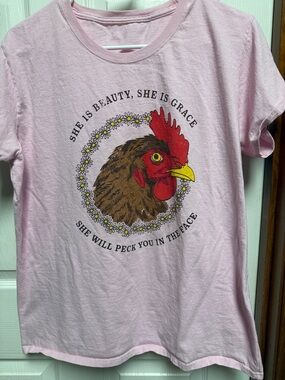 SHE IS BEAUTY, SHE IS GRACE
SHE WILL PECK YOU IN THE FACE